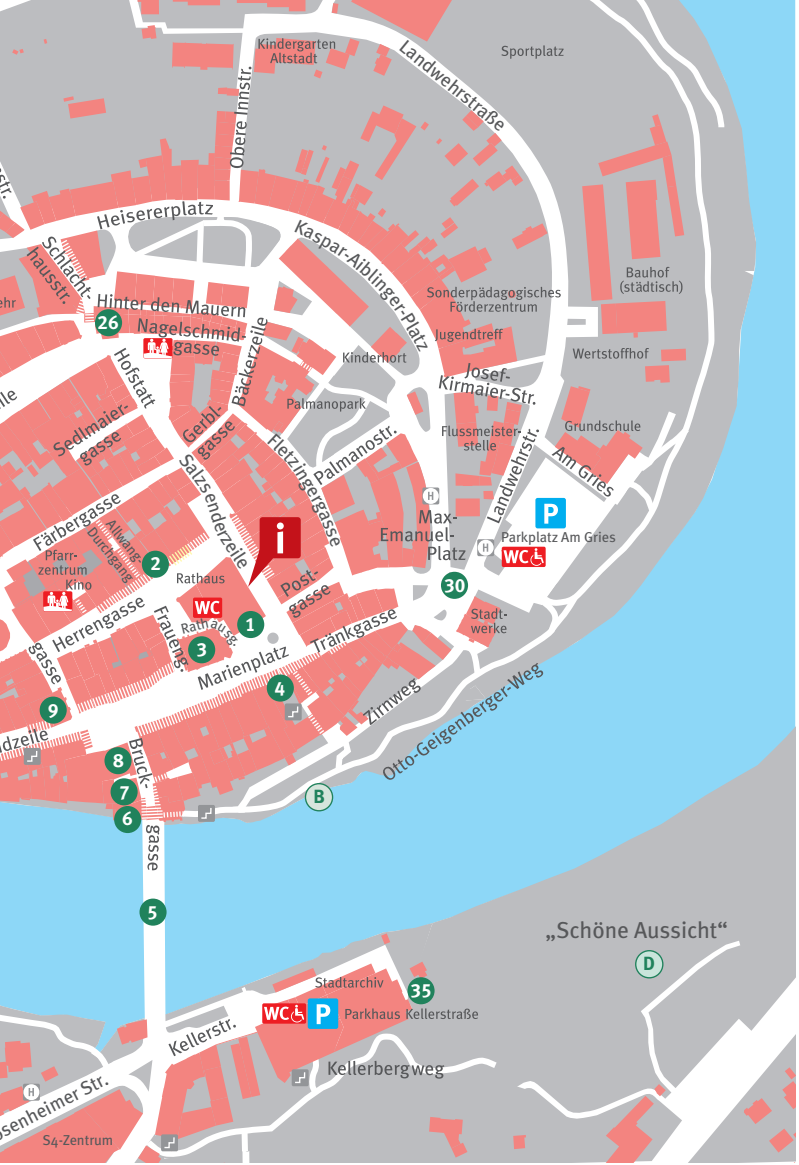 Kindergarten
Altstadt
Landwehrstraße
Sportplatz
Obere Innstr.
Heisererplatz
Schlacht-
hausstr.
Kaspar-Aiblinger-Platz
Bauhof
(städtisch)
Sonderpädagogisches
Förderzentrum
Jugendtreff
Hinter den Mauern
26
Nagelschmid-
gasse
Kinderhort
Wertstoffhof
Hofstatt
Bäckerzeile
Josef-
Kirmaier-Str.
Palmanopark
Grundschule
Sedlmaier-
gasse
Gerbl-
gasse
Flussmeister-
stelle
Fletzingergasse
Palmanostr.
Landwehrstr.
Am Gries
Salzsenderzeile
H
P
Färbergasse
Allwang-
Durchgang
Max-
Emanuel-
Platz
Parkplatz Am Gries
H
WC
i
Pfarr-
zentrum
Kino
2
Rathaus
Post-
gasse
30
WC
Herrengasse
Fraueng.
Rathausg.
1
Tränkgasse
Stadt-
werke
3
gasse
Marienplatz
4
9
Zirnweg
Otto-Geigenberger-Weg
8
Bruck-
gasse
7
6
B
5
„Schöne Aussicht“
D
Stadtarchiv
35
WC
P
Parkhaus Kellerstraße
Kellerstr.
Kellerbergweg
H
S4-Zentrum